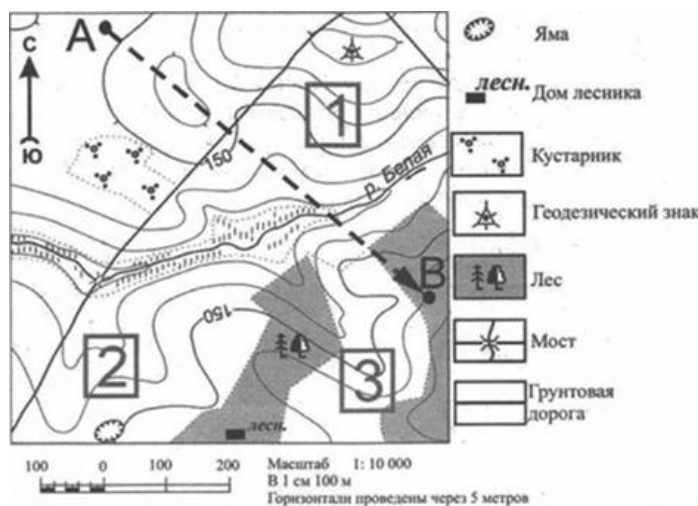 А
С
Ю
1
150
р. Белая
В
150
2
3
лесн.
Яма
лесн.
Дом лесника
Кустарник
Геодезический знак
Лес
Мост
Грунтовая
дорога
100 0 100 200
Масштаб 1: 10 000
В 1 см 100 м
Горизонтали проведены через 5 метров